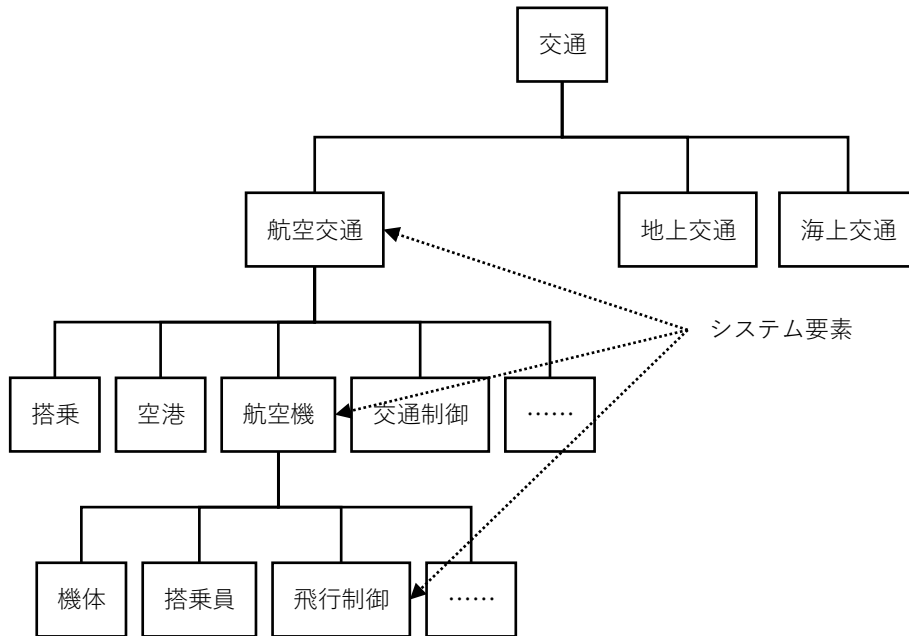 交通
航空交通
地上交通
海上交通
システム要素
搭乗
空港
航空機
交通制御
……
機体
搭乗員
飛行制御
……